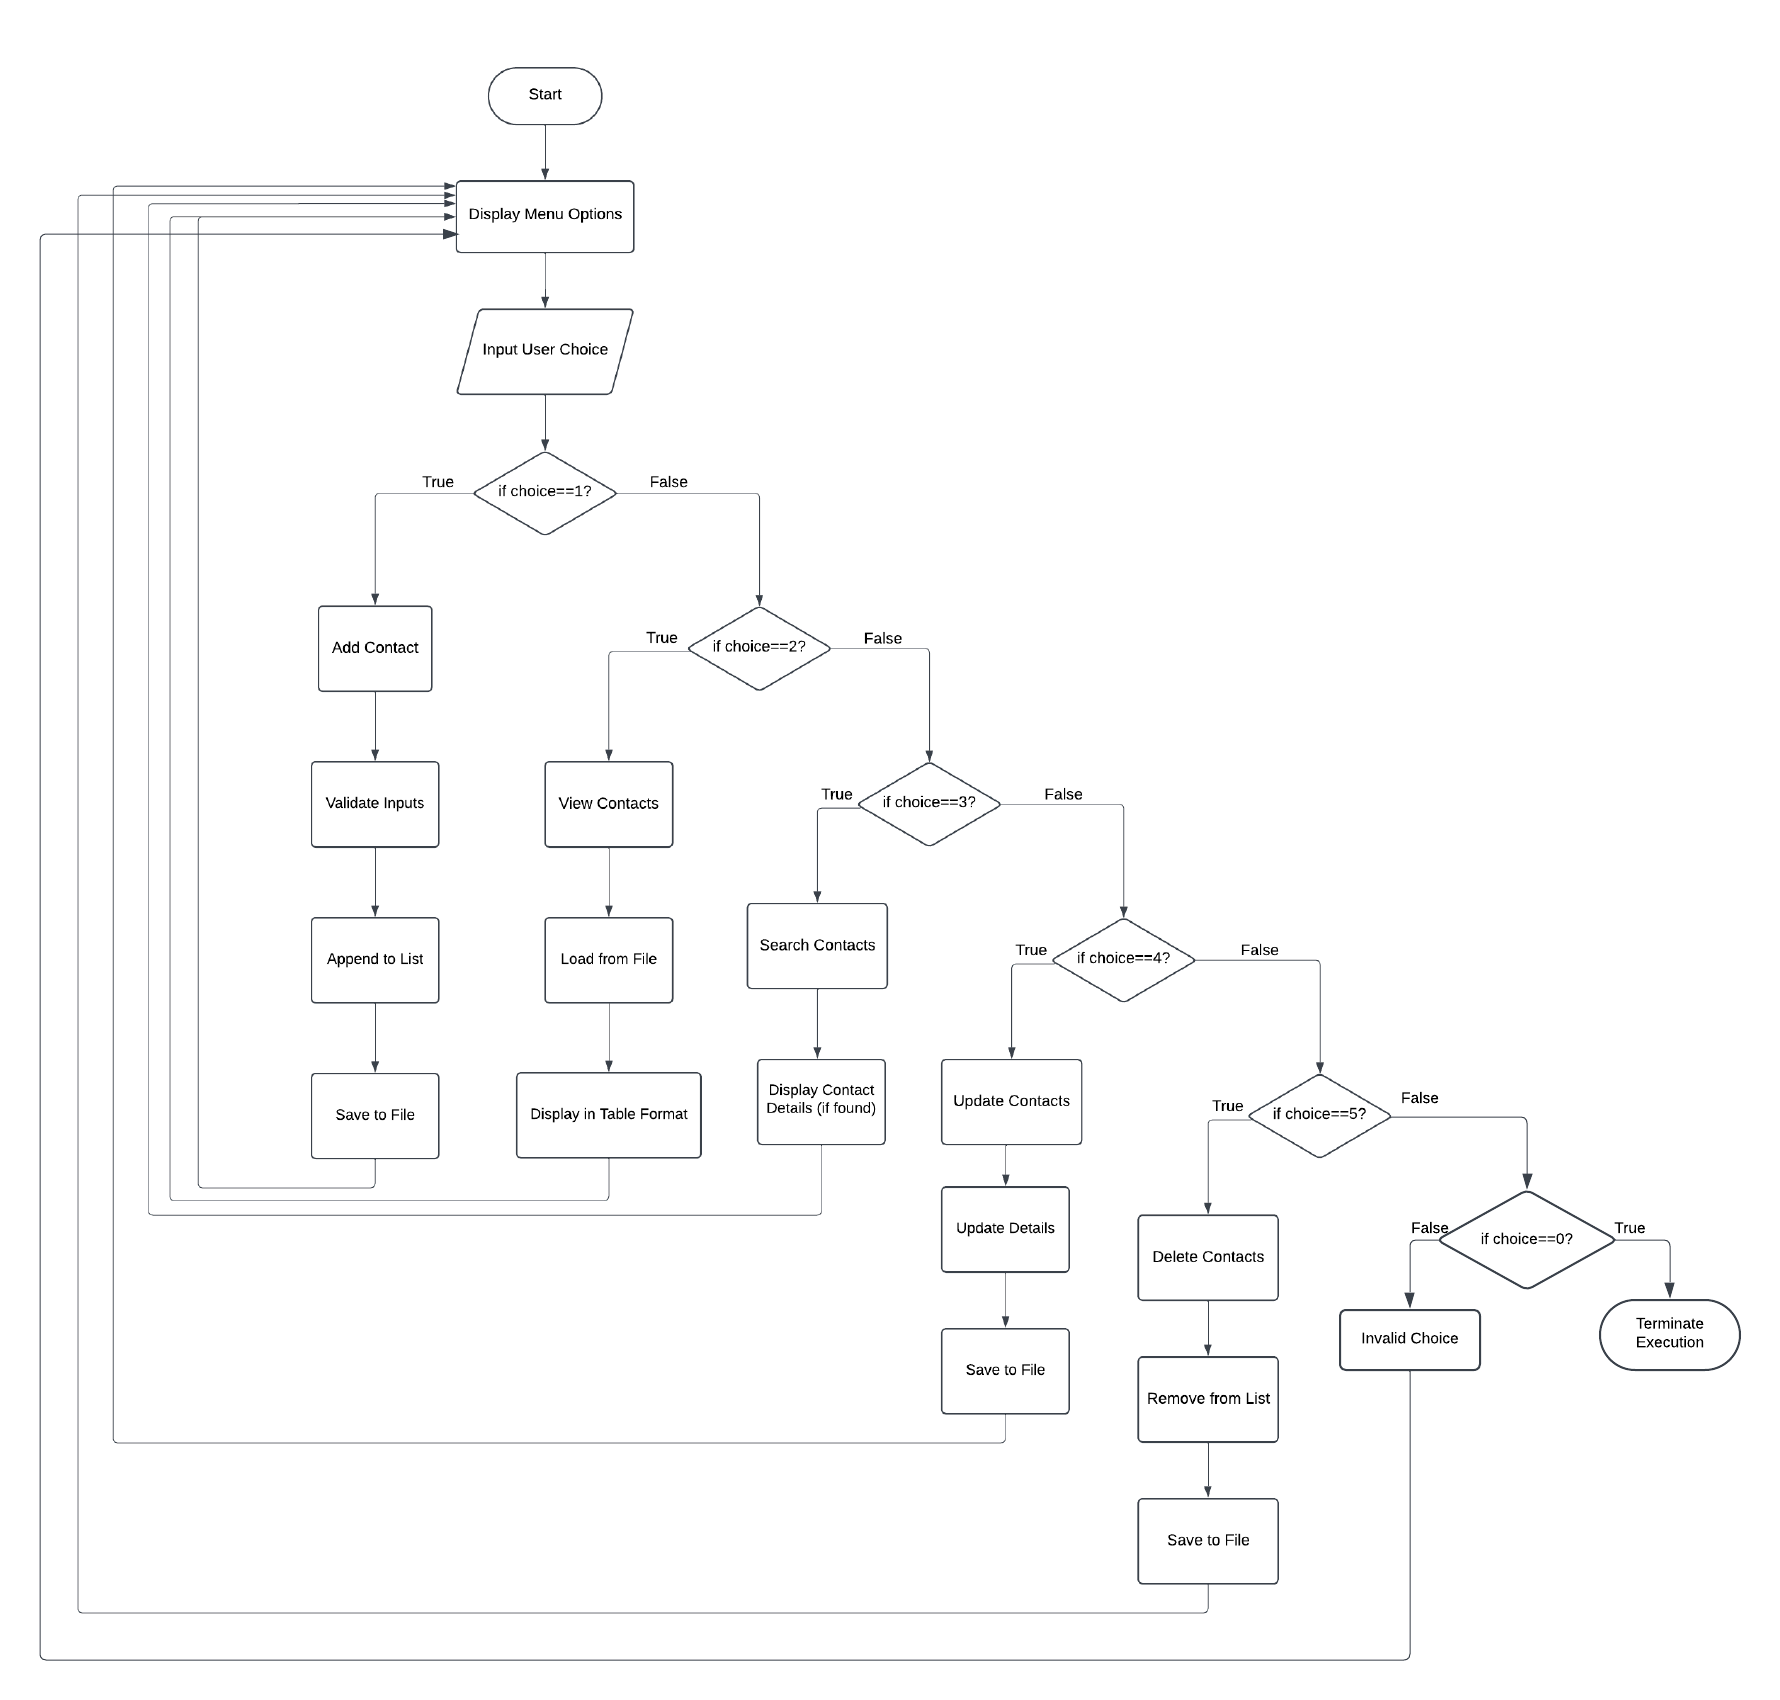 Start
Display Menu Options
Input User Choice
True
if choice==1?
False
Add Contact
True
if choice==2?
False
Validate Inputs
View Contacts
True
if choice==3?
False
Append to List
Load from File
Search Contacts
True
if choice==4?
False
Save to File
Display in Table Format
Display Contact
Details (if found)
Update Contacts
True
if choice==5?
False
Update Details
Delete Contacts
False
if choice==0?
True
Save to File
Remove from List
Invalid Choice
Terminate
Execution
Save to File